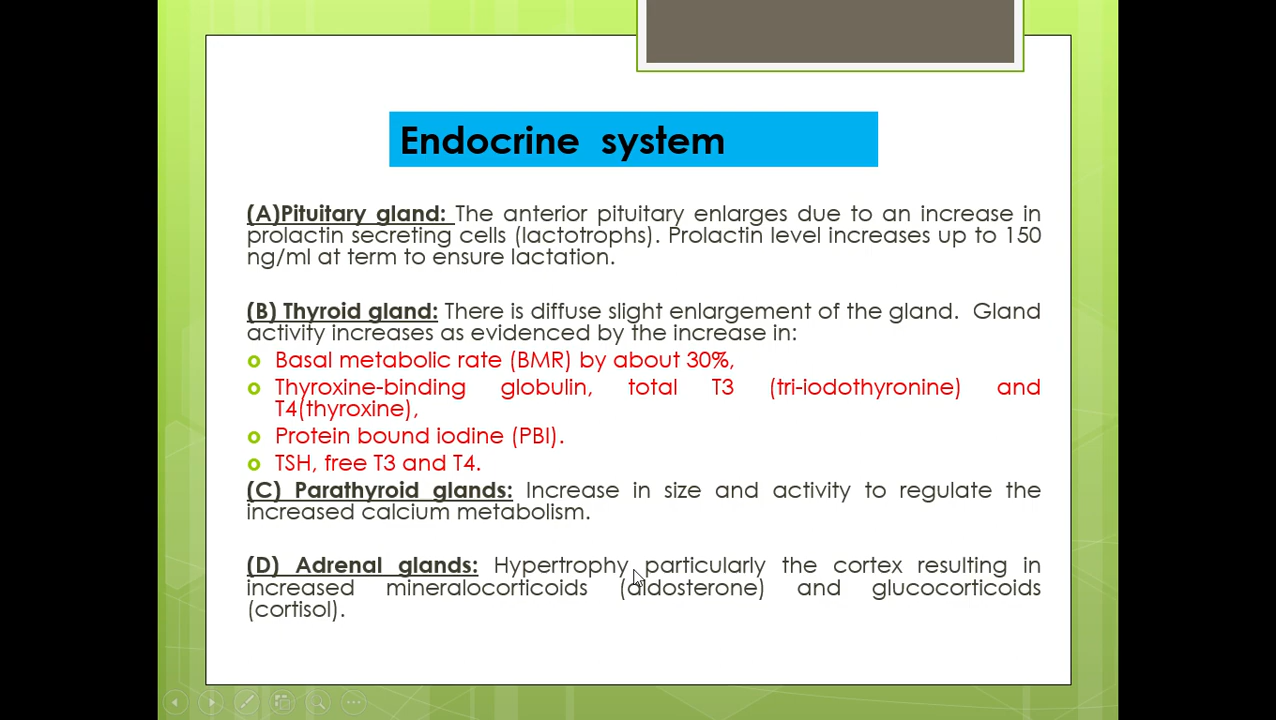 Endocrine system
(A)Pituitary gland: The anterior pituitary enlarges due to an increase in
prolactin secreting cells (lactotrophs). Prolactin level increases up to 150
ng/ml at term to ensure lactation.
(B) Thyroid gland: There is diffuse slight enlargement of the gland. Gland
activity increases as evidenced by the increase in:
Basal metabolic rate (BMR) by about 30%,
Thyroxine-binding globulin, total T3 (tri-iodothyronine) and
T4(thyroxine),
Protein bound iodine (PBI).
TSH, free T3 and T4.
(C) Parathyroid glands: Increase in size and activity to regulate the
increased calcium metabolism.
(D) Adrenal glands: Hypertrophy particularly the cortex resulting in
increased mineralocorticoids (aldosterone) and glucocorticoids
(cortisol).